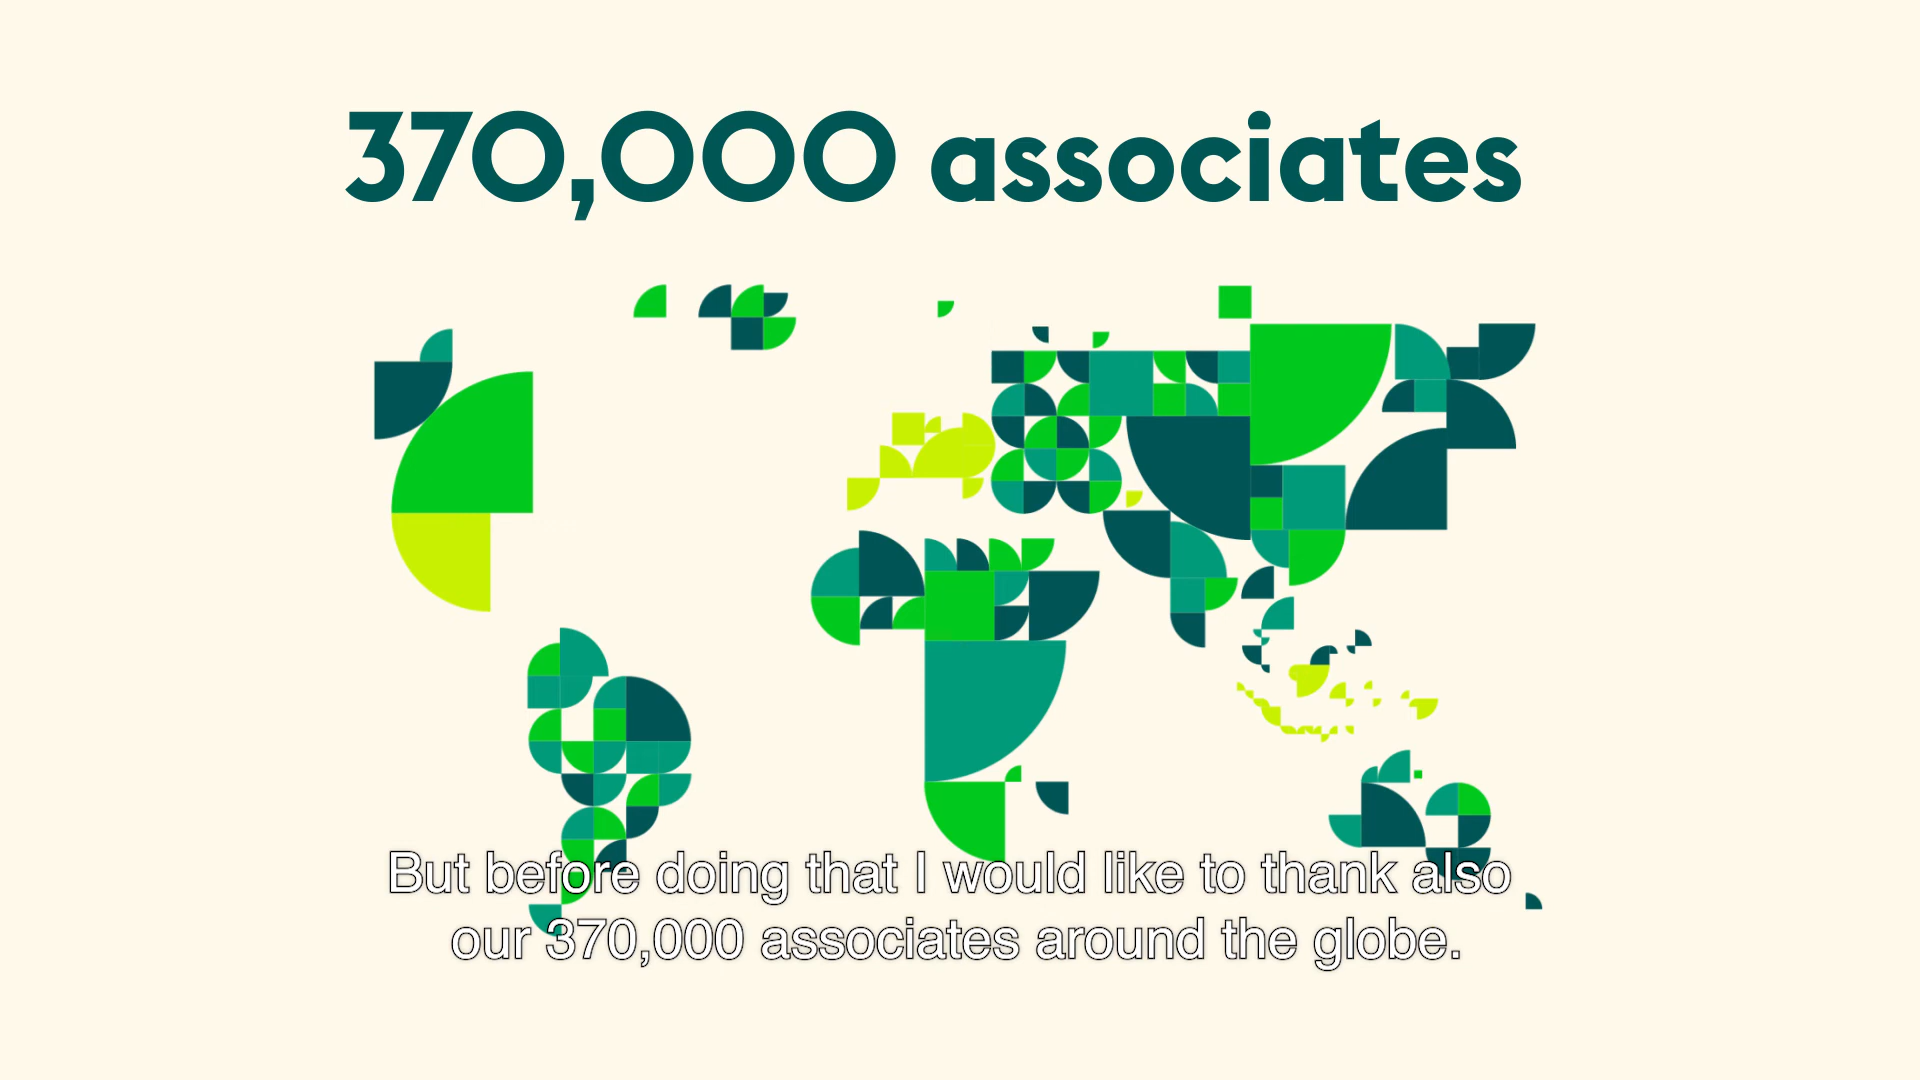 370,000 associates
But before doing that I would like to thank also
our 370,000 associates around the globe.